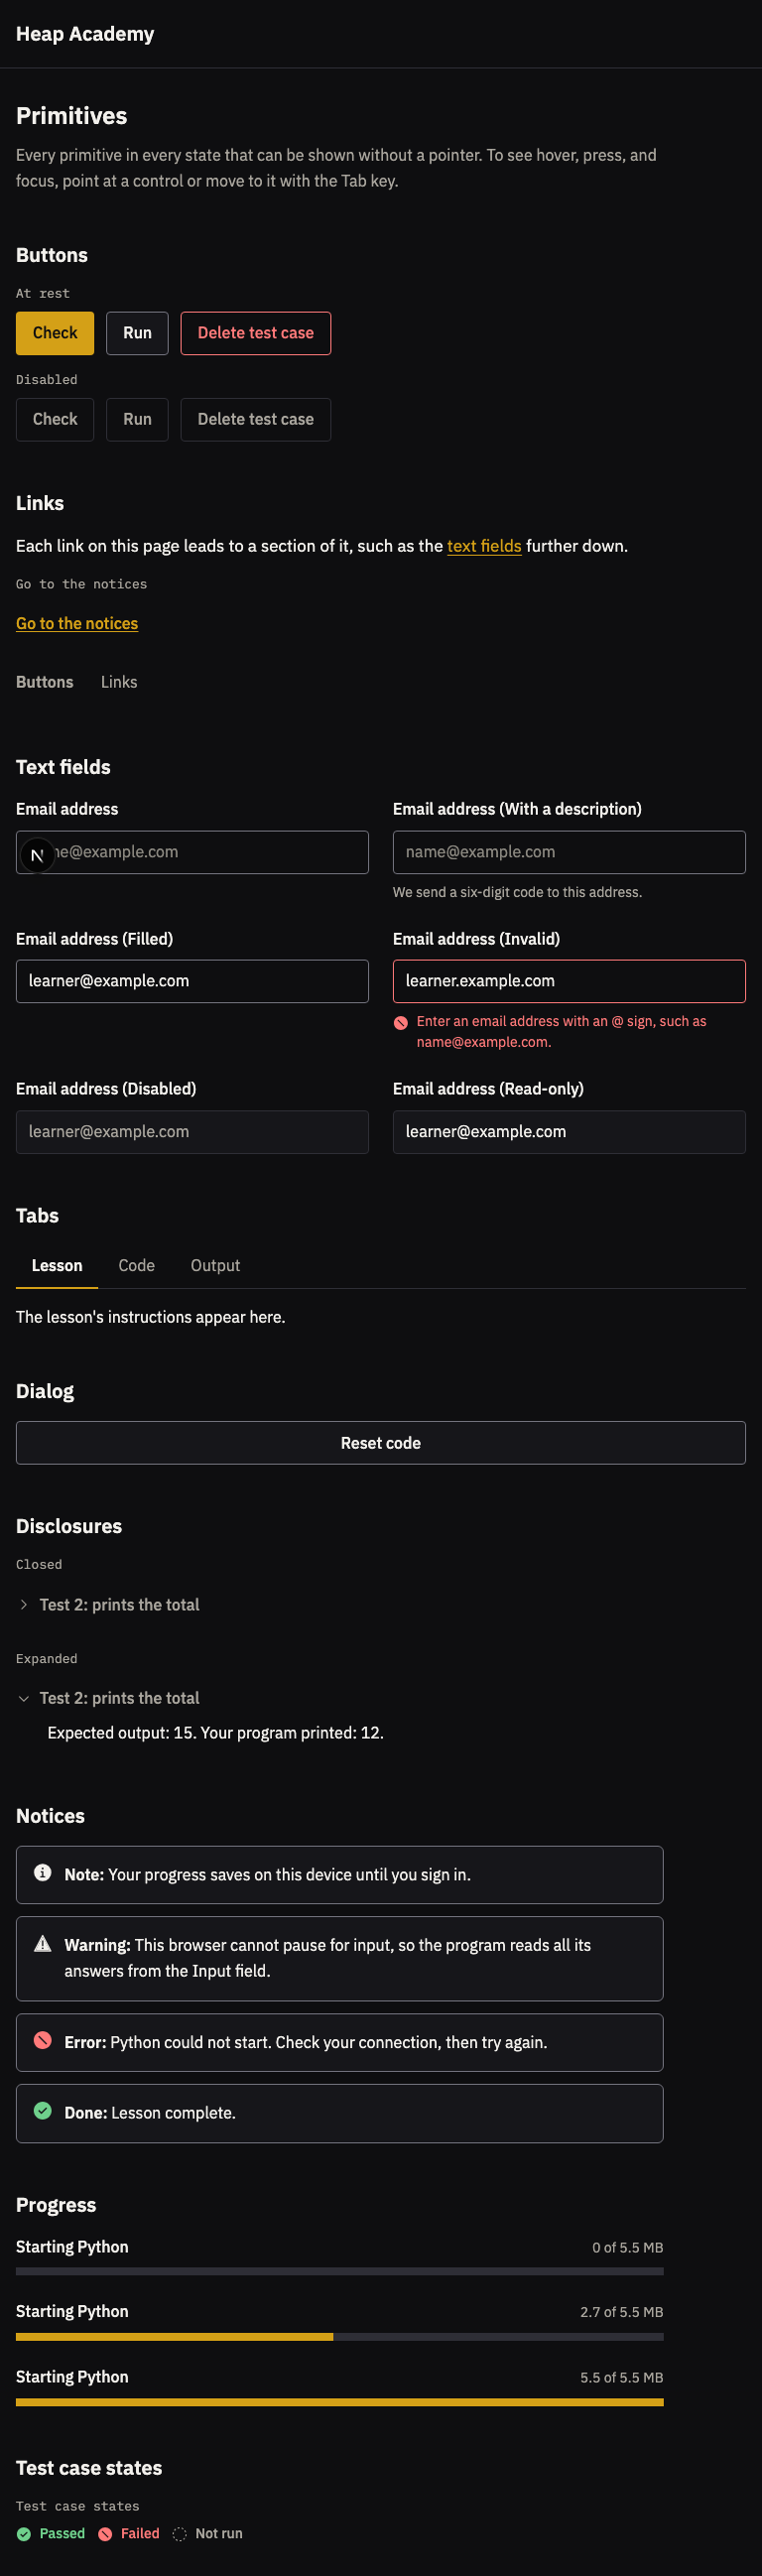 Heap Academy
Primitives
Every primitive in every state that can be shown without a pointer. To see hover, press, and
focus, point at a control or move to it with the Tab key.
Buttons
At rest
Check
Run
Delete test case
Disabled
Check
Run
Delete test case
Links
Each link on this page leads to a section of it, such as the text fields further down.
Go to the notices
Go to the notices
Buttons
Links
Text fields
Email address
Email address (With a description)
N
me@example.com
name@example.com
We send a six-digit code to this address.
Email address (Filled)
Email address (Invalid)
learner@example.com
learner.example.com
Enter an email address with an @ sign, such as
name@example.com.
Email address (Disabled)
Email address (Read-only)
learner@example.com
learner@example.com
Tabs
Lesson
Code
Output
The lesson's instructions appear here.
Dialog
Reset code
Disclosures
Closed
Test 2: prints the total
Expanded
Test 2: prints the total
Expected output: 15. Your program printed: 12.
Notices
Note: Your progress saves on this device until you sign in.
Warning: This browser cannot pause for input, so the program reads all its
answers from the Input field.
Error: Python could not start. Check your connection, then try again.
Done: Lesson complete.
Progress
Starting Python
0 of 5.5 MB
Starting Python
2.7 of 5.5 MB
Starting Python
5.5 of 5.5 MB
Test case states
Test case states
Passed
Failed
Not run